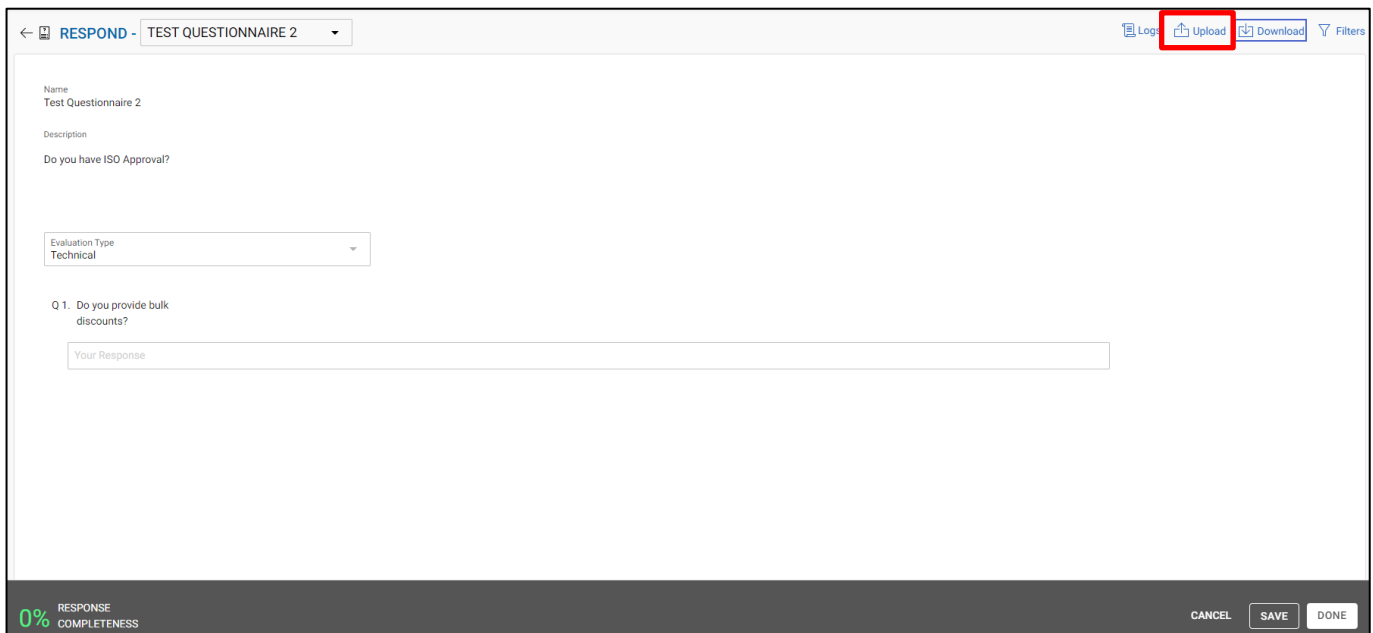 RESPOND - TEST QUESTIONNAIRE 2 Logs Upload Download Filters
Name
Test Questionnaire 2
Description
Do you have ISO Approval?
Evaluation Type
Technical
Q 1. Do you provide bulk
discounts?
Your Response
0% RESPONSE
COMPLETENESS
CANCEL SAVE DONE